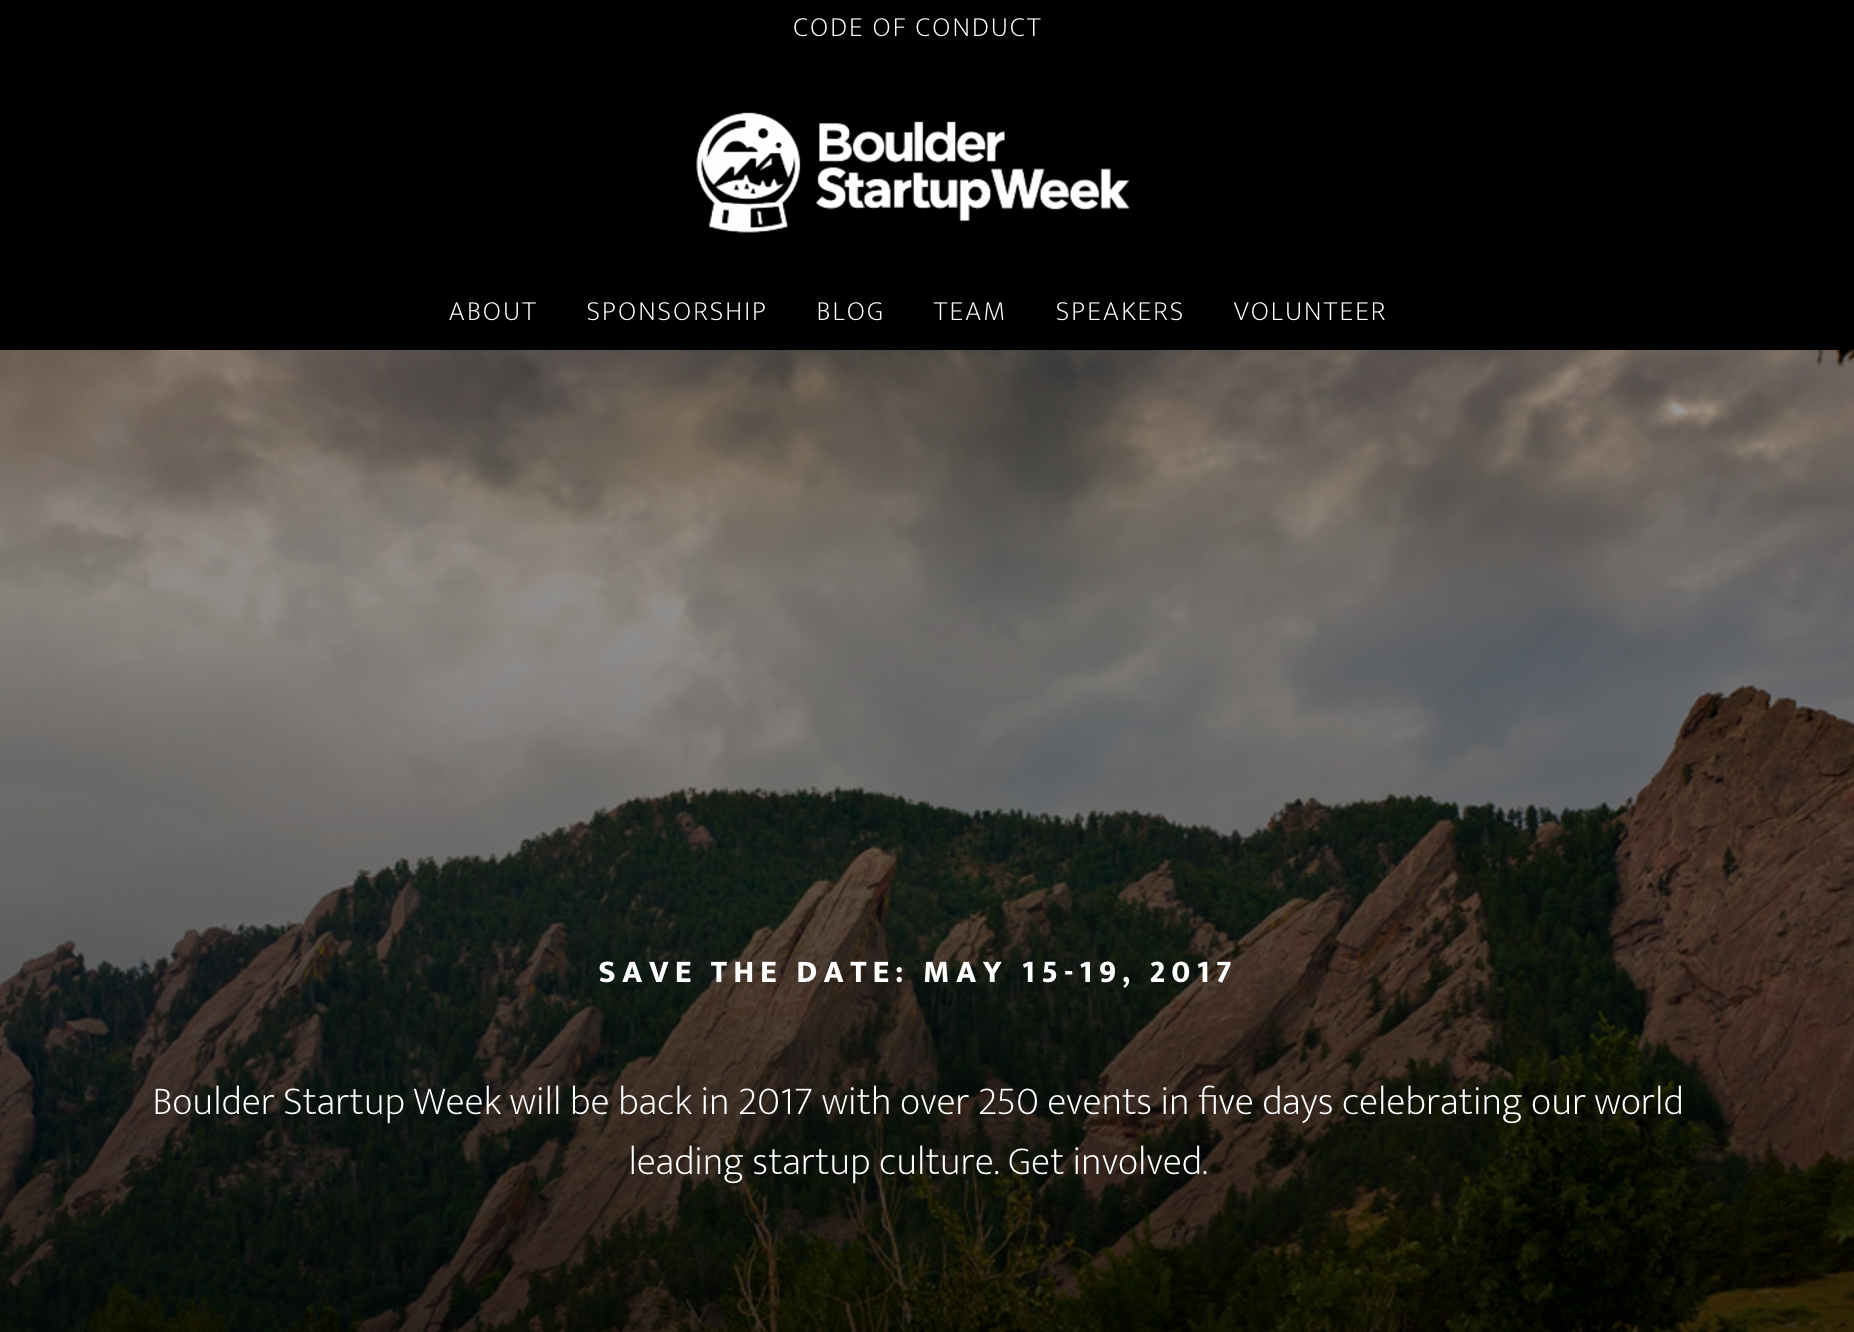 CODE OF CONDUCT
Boulder
StartupWeek
ABOUT SPONSORSHIP BLOG TEAM SPEAKERS VOLUNTEER
SAVE THE DATE: MAY 15-19, 2017
Boulder Startup Week will be back in 2017 with over 250 events in five days celebrating our world
leading startup culture. Get involved.